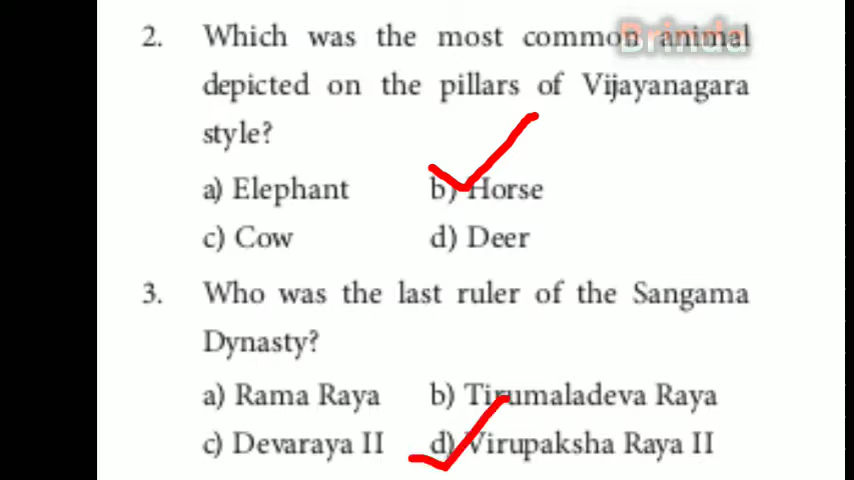 Brinda
2. Which was the most common animal
depicted on the pillars of Vijayanagara
style?
a) Elephant b) Horse
c) Cow d) Deer
3. Who was the last ruler of the Sangama
Dynasty?
a) Rama Raya b) Tirumaladeva Raya
c) Devaraya II d) Virupaksha Raya II